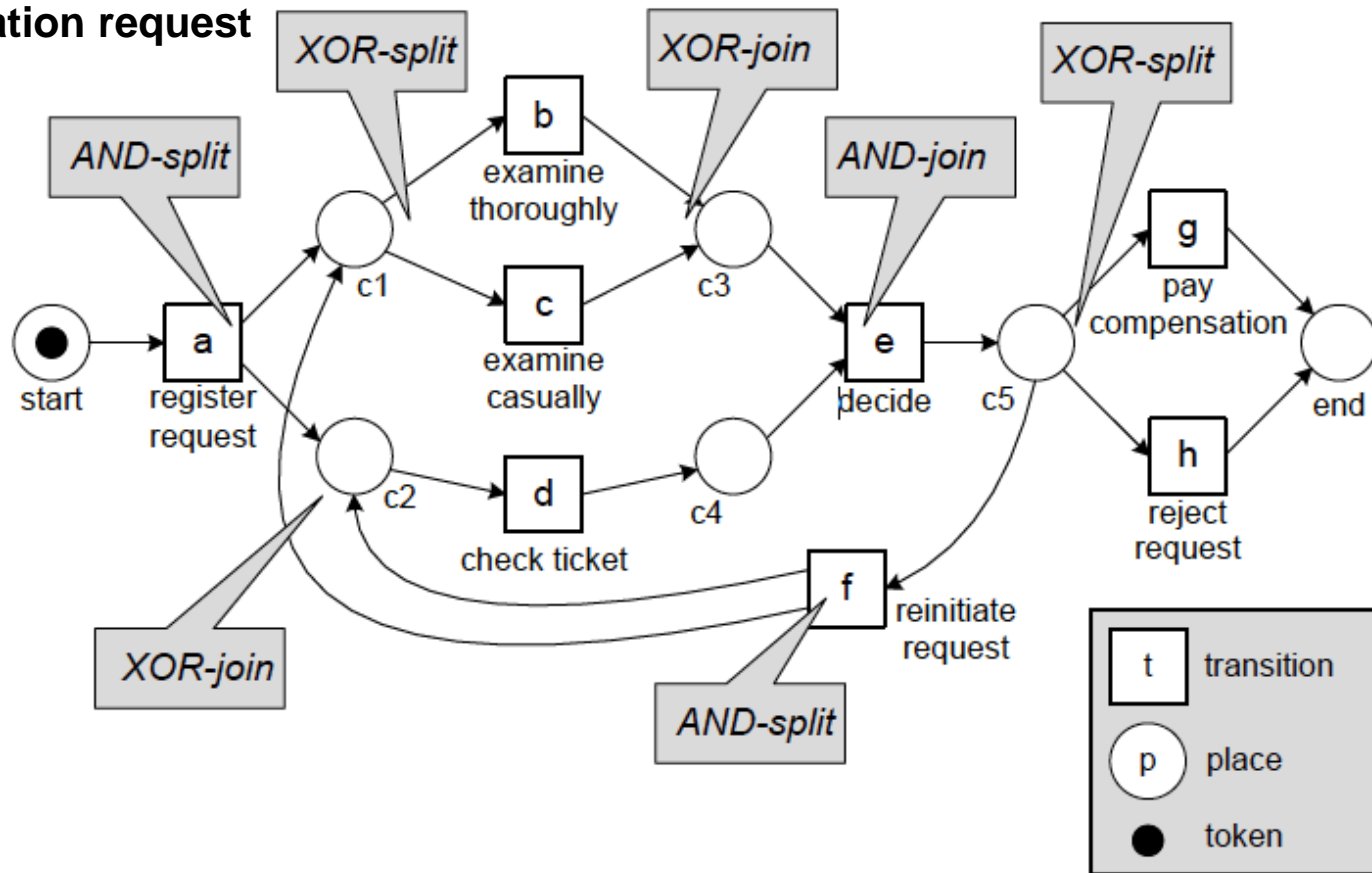 ation request
XOR-split
XOR-join
XOR-split
AND-split
b
AND-join
examine
thoroughly
g
c1
c3
pay
compensation
start
a
register
request
c
examine
casually
e
decide
c5
end
c2
d
check ticket
c4
h
reject
request
f
reinitiate
request
XOR-join
AND-split
t
transition
p
place
token